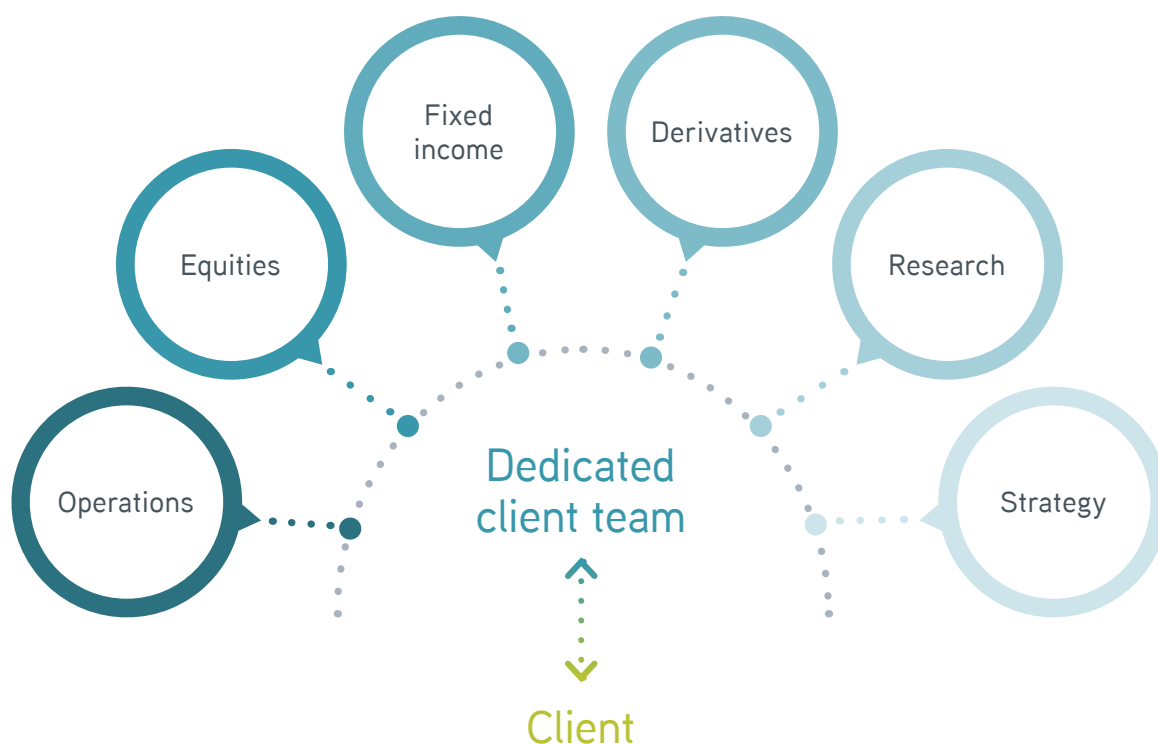 Fixed
income
Derivatives
Equities
Research
Operations
Strategy
Dedicated
client team
Client